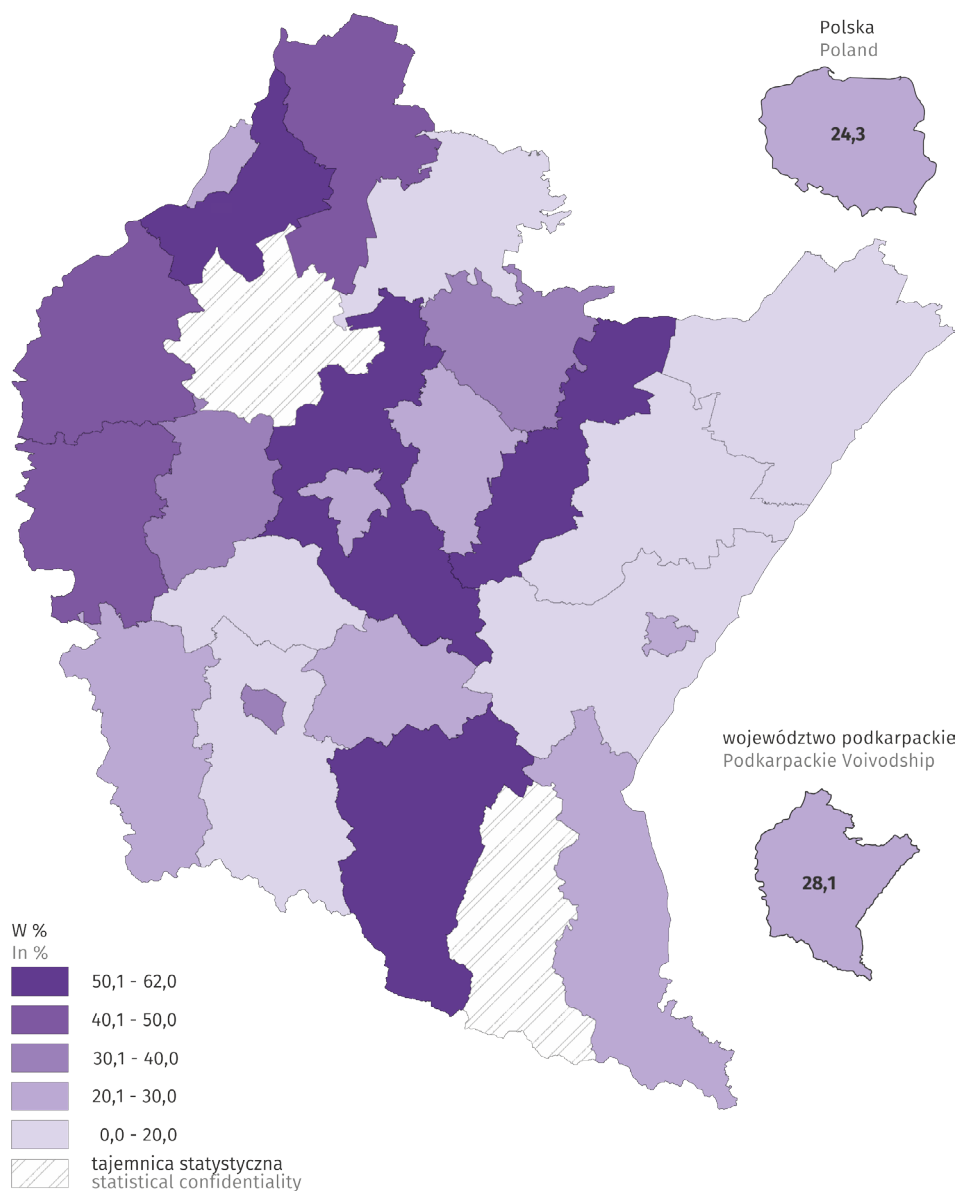 Polska
Poland
24,3
województwo podkarpackie
Podkarpackie Voivodship
28,1
W %
In %
50,1 - 62,0
40,1 - 50,0
30,1 - 40,0
20,1 - 30,0
0,0 - 20,0
tajemnica statystyczna
statistical confidentiality